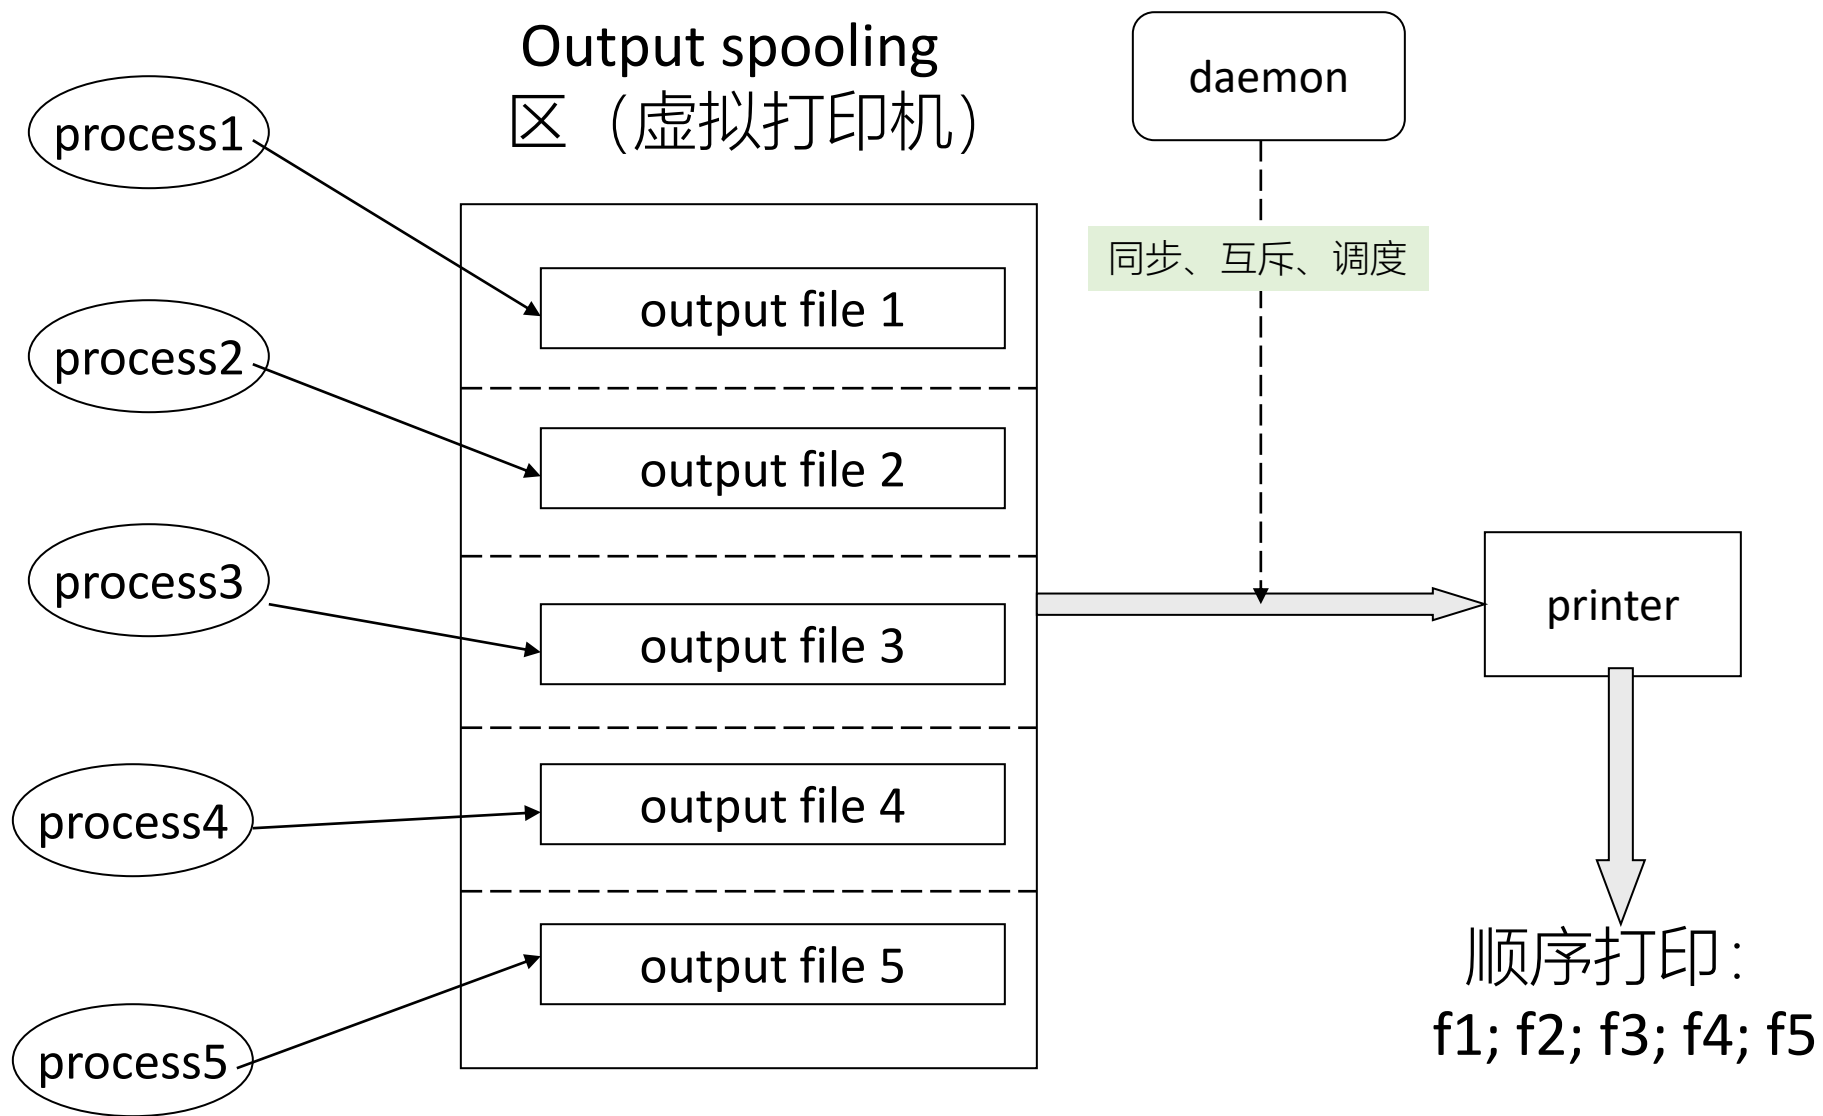 Output spooling
区（虚拟打印机）
daemon
process1
同步、互斥、调度
output file 1
process2
output file 2
process3
output file 3
printer
process4
output file 4
process5
output file 5
顺序打印：
f1; f2; f3; f4; f5